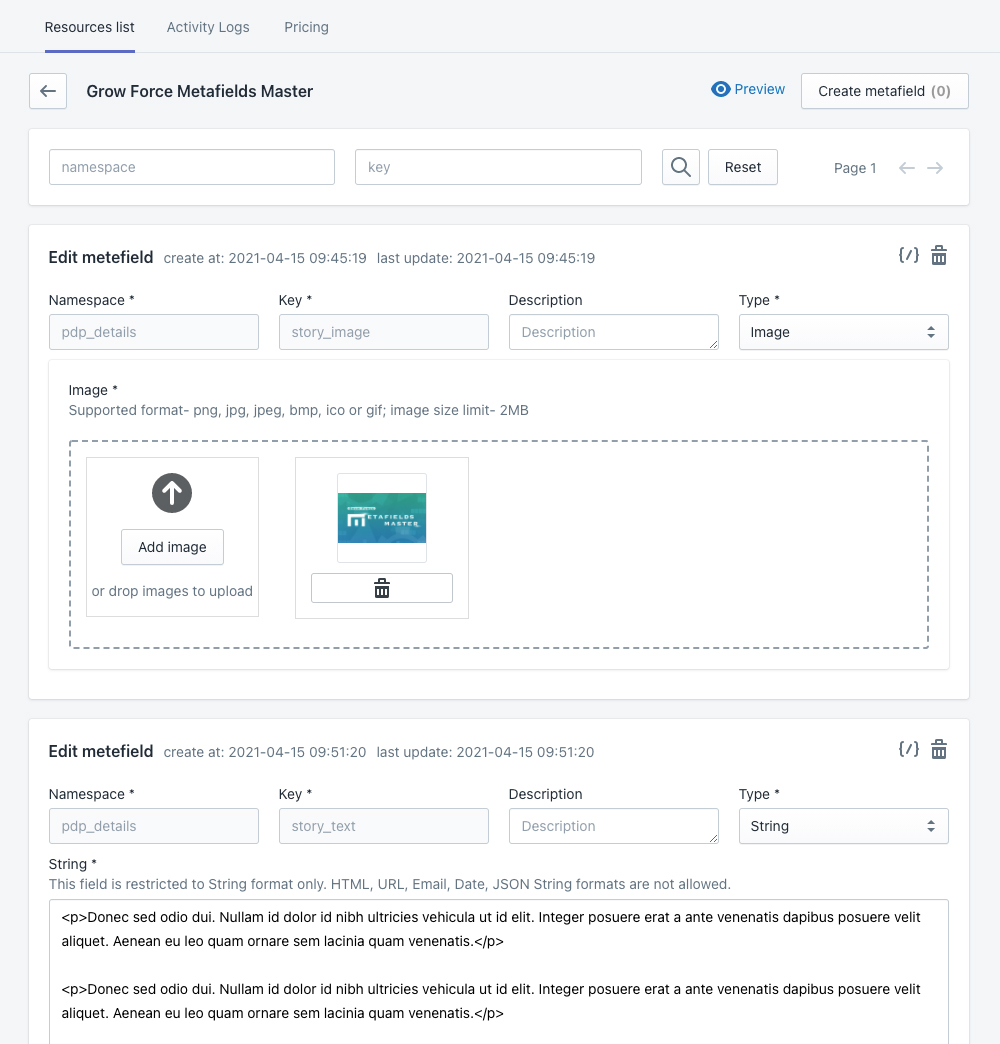 Resources list Activity Logs Pricing
Grow Force Metafields Master Preview Create metafield (0)
namespace key Reset Page 1
Edit metefield create at: 2021-04-15 09:45:19 last update: 2021-04-15 09:45:19 {/}
Namespace * Key * Description Type *
pdp_details story_image Description Image
Image *
Supported format- png, jpg, jpeg, bmp, ico or gif; image size limit- 2MB
METAFIELDS
MASTER
Add image
or drop images to upload
Edit metefield create at: 2021-04-15 09:51:20 last update: 2021-04-15 09:51:20 {/}
Namespace * Key * Description Type *
pdp_details story_text Description String
String *
This field is restricted to String format only. HTML, URL, Email, Date, JSON String formats are not allowed.
<p>Donec sed odio dui. Nullam id dolor id nibh ultricies vehicula ut id elit. Integer posuere erat a ante venenatis dapibus posuere velit
aliquet. Aenean eu leo quam ornare sem lacinia quam venenatis.</p>
<p>Donec sed odio dui. Nullam id dolor id nibh ultricies vehicula ut id elit. Integer posuere erat a ante venenatis dapibus posuere velit
aliquet. Aenean eu leo quam ornare sem lacinia quam venenatis.</p>